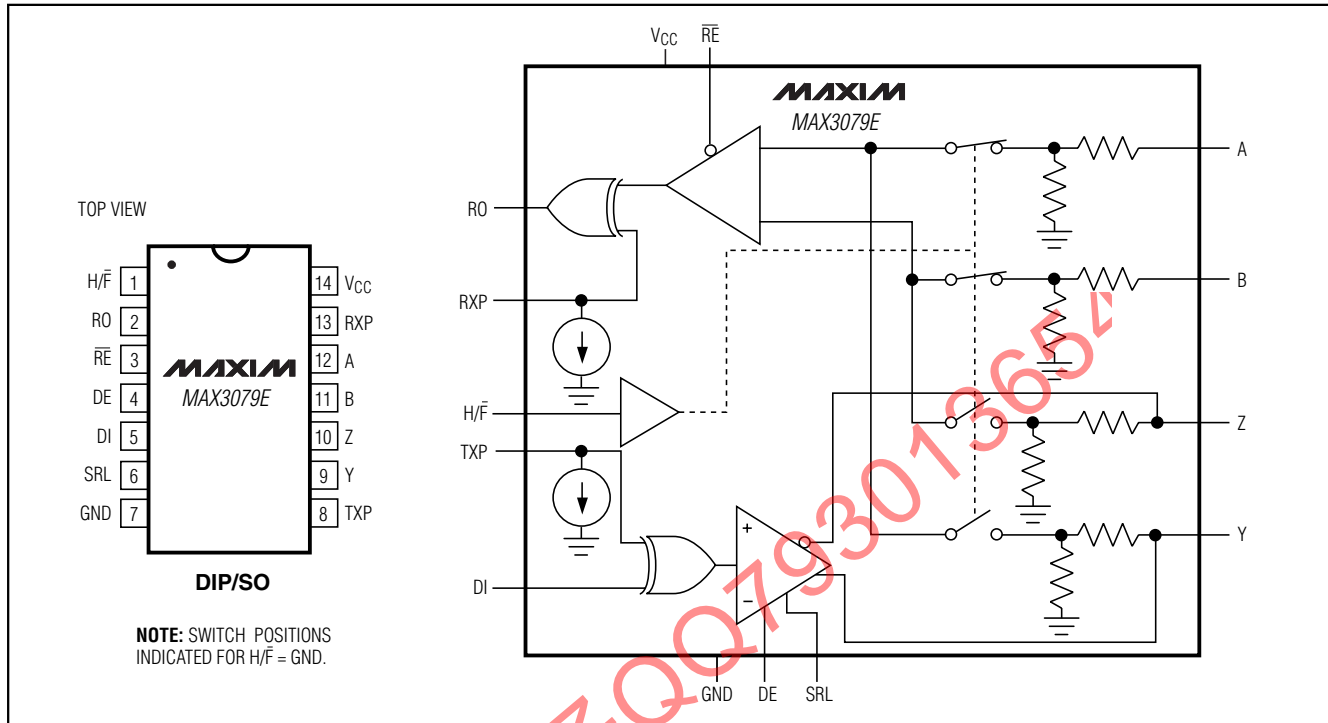 TOP VIEW
H/F̅ 1
RO 2
R̅E̅ 3
DE 4
DI 5
SRL 6
GND 7
14 VCC
13 RXP
12 A
11 B
10 Z
9 Y
8 TXP
MAXIM
MAX3079E
DIP/SO
NOTE: SWITCH POSITIONS
INDICATED FOR H/F̅ = GND.
VCC
R̅E̅
MAXIM
MAX3079E
RO
RXP
H/F̅
TXP
DI
+
−
A
B
Z
Y
GND
DE
SRL